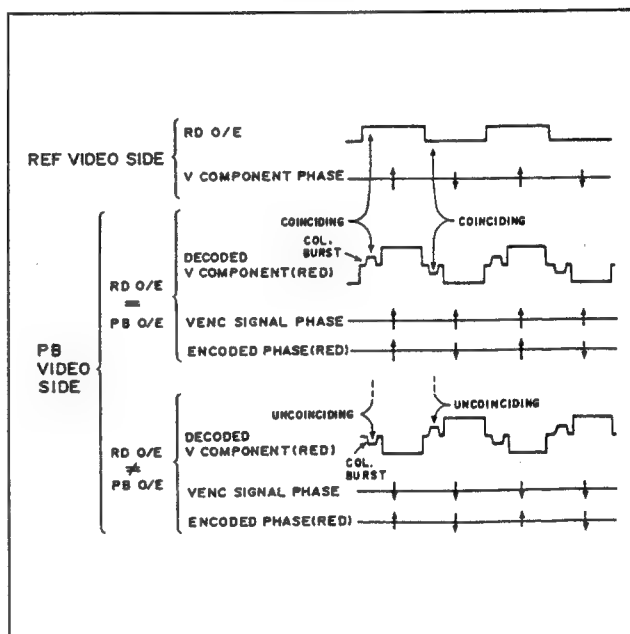 RD O/E
REF VIDEO SIDE
V COMPONENT PHASE
COINCIDING
COINCIDING
COL.
BURST
DECODED
V COMPONENT(RED)
RD O/E
=
PB O/E
VENC SIGNAL PHASE
ENCODED PHASE(RED)
PB
VIDEO
SIDE
UNCOINCIDING
UNCOINCIDING
DECODED
V COMPONENT(RED)
COL.
BURST
RD O/E
≠
PB O/E
VENC SIGNAL PHASE
ENCODED PHASE(RED)